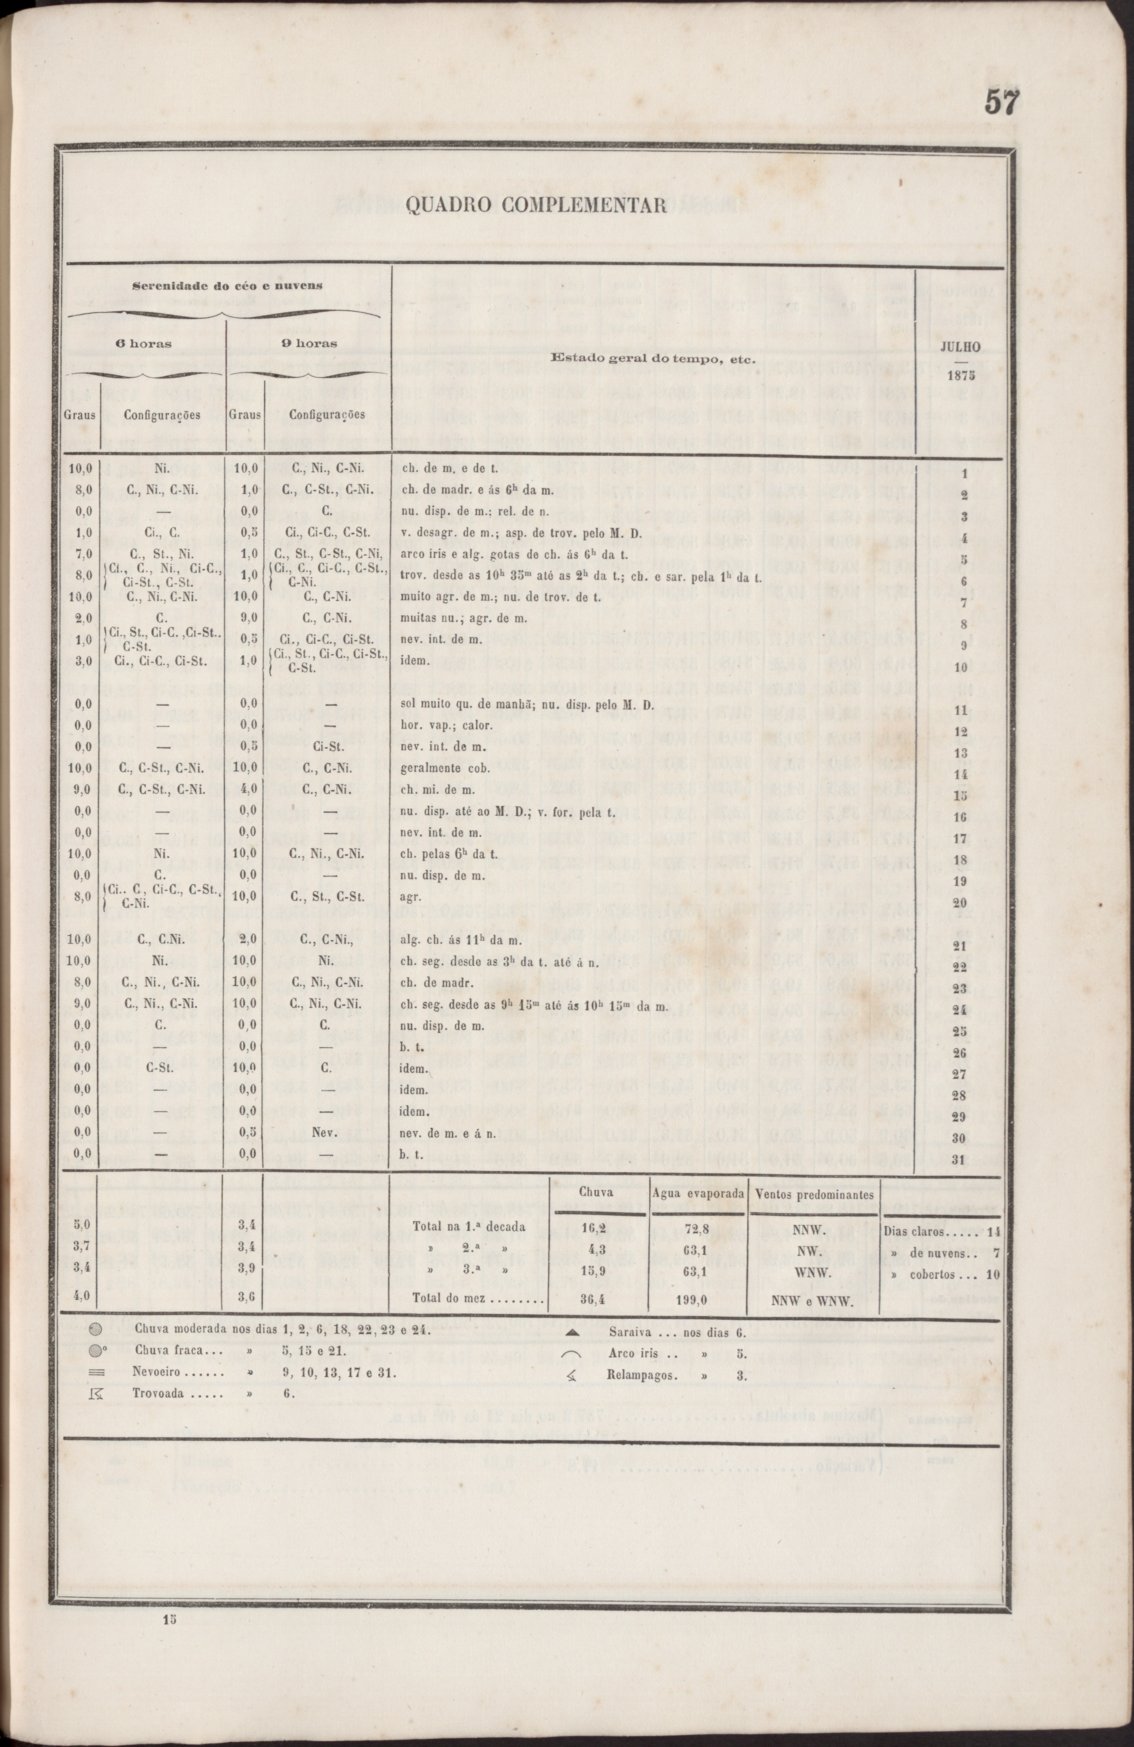 57
QUADRO COMPLEMENTAR
Serenidade do céo e nuvens
6 horas 9 horas
Estado geral do tempo, etc.
JULHO
—
1875
Graus Configurações Graus Configurações
10,0 Ni. 10,0 C., Ni., C-Ni. ch. de m. e de t. 1
8,0 C., Ni., C-Ni. 1,0 C., C-St., C-Ni. ch. de madr. e ás 6h da m. 2
0,0 — 0,0 C. nu. disp. de m.; rel. de n. 3
1,0 Ci., C. 0,5 Ci., Ci-C., C-St. v. desagr. de m.; asp. de trov. pelo M. D. 4
7,0 C., St., Ni. 1,0 C., St., C-St., C-Ni, arco iris e alg. gotas de ch. ás 6h da t. 5
8,0 Ci., C., Ni., Ci-C., Ci-St., C-St. 1,0 Ci., C., Ci-C., C-St., C-Ni. trov. desde as 10h 35m até as 2h da t.; ch. e sar. pela 1h da t. 6
10,0 C., Ni., C-Ni. 10,0 C., C-Ni. muito agr. de m.; nu. de trov. de t. 7
2,0 C. 9,0 C., C-Ni. muitas nu.; agr. de m. 8
1,0 Ci., St., Ci-C. ,Ci-St.. C-St. 0,5 Ci., Ci-C., Ci-St. nev. int. de m. 9
3,0 Ci., Ci-C., Ci-St. 1,0 Ci., St., Ci-C., Ci-St., C-St. idem. 10
0,0 — 0,0 — sol muito qu. de manhã; nu. disp. pelo M. D. 11
0,0 — 0,0 — hor. vap.; calor. 12
0,0 — 0,5 Ci-St. nev. int. de m. 13
10,0 C., C-St., C-Ni. 10,0 C., C-Ni. geralmente cob. 14
9,0 C., C-St., C-Ni. 4,0 C., C-Ni. ch. mi. de m. 15
0,0 — 0,0 — nu. disp. até ao M. D.; v. for. pela t. 16
0,0 — 0,0 — nev. int. de m. 17
10,0 Ni. 10,0 C., Ni., C-Ni. ch. pelas 6h da t. 18
0,0 C. 0,0 — nu. disp. de m. 19
8,0 Ci.. C., Ci-C., C-St., C-Ni. 10,0 C., St., C-St. agr. 20
10,0 C., C.Ni. 2,0 C., C-Ni., alg. ch. ás 11h da m. 21
10,0 Ni. 10,0 Ni. ch. seg. desde as 3h da t. até á n. 22
8,0 C., Ni., C-Ni. 10,0 C., Ni., C-Ni. ch. de madr. 23
9,0 C., Ni., C-Ni. 10,0 C., Ni., C-Ni. ch. seg. desde as 9h 15m até ás 10h 15m da m. 24
0,0 C. 0,0 C. nu. disp. de m. 25
0,0 — 0,0 — b. t. 26
0,0 C-St. 10,0 C. idem. 27
0,0 — 0,0 — idem. 28
0,0 — 0,0 — idem. 29
0,0 — 0,5 Nev. nev. de m. e á n. 30
0,0 — 0,0 — b. t. 31
Chuva Agua evaporada Ventos predominantes
5,0 3,4 Total na 1.ª decada 16,2 72,8 NNW. Dias claros..... 14
3,7 3,4 » 2.ª » 4,3 63,1 NW. » de nuvens.. 7
3,4 3,9 » 3.ª » 15,9 63,1 WNW. » cobertos... 10
4,0 3,6 Total do mez ........ 36,4 199,0 NNW e WNW.
Chuva moderada nos dias 1, 2, 6, 18, 22, 23 e 24. Saraiva ... nos dias 6.
Chuva fraca... » 5, 15 e 21. Arco iris .. » 5.
Nevoeiro ...... » 9, 10, 13, 17 e 31. Relampagos. » 3.
Trovoada ..... » 6.
15